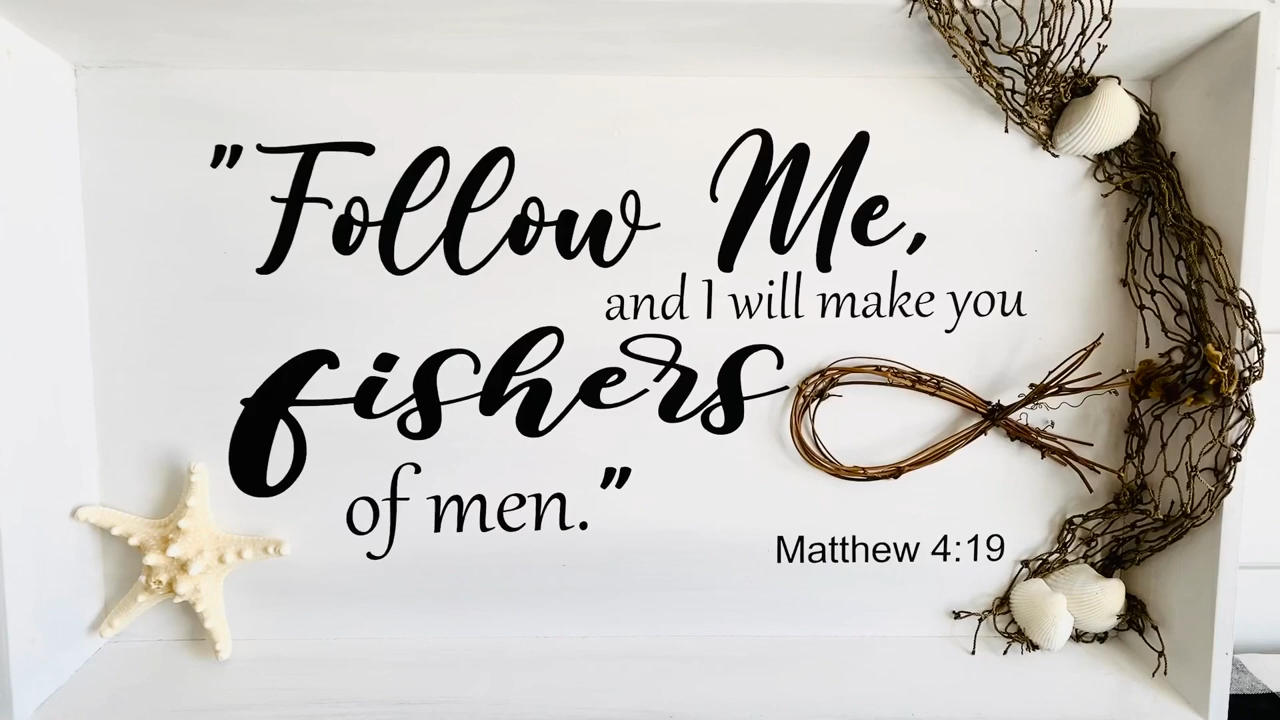 "Follow Me,
and I will make you
fishers
of men."
Matthew 4:19